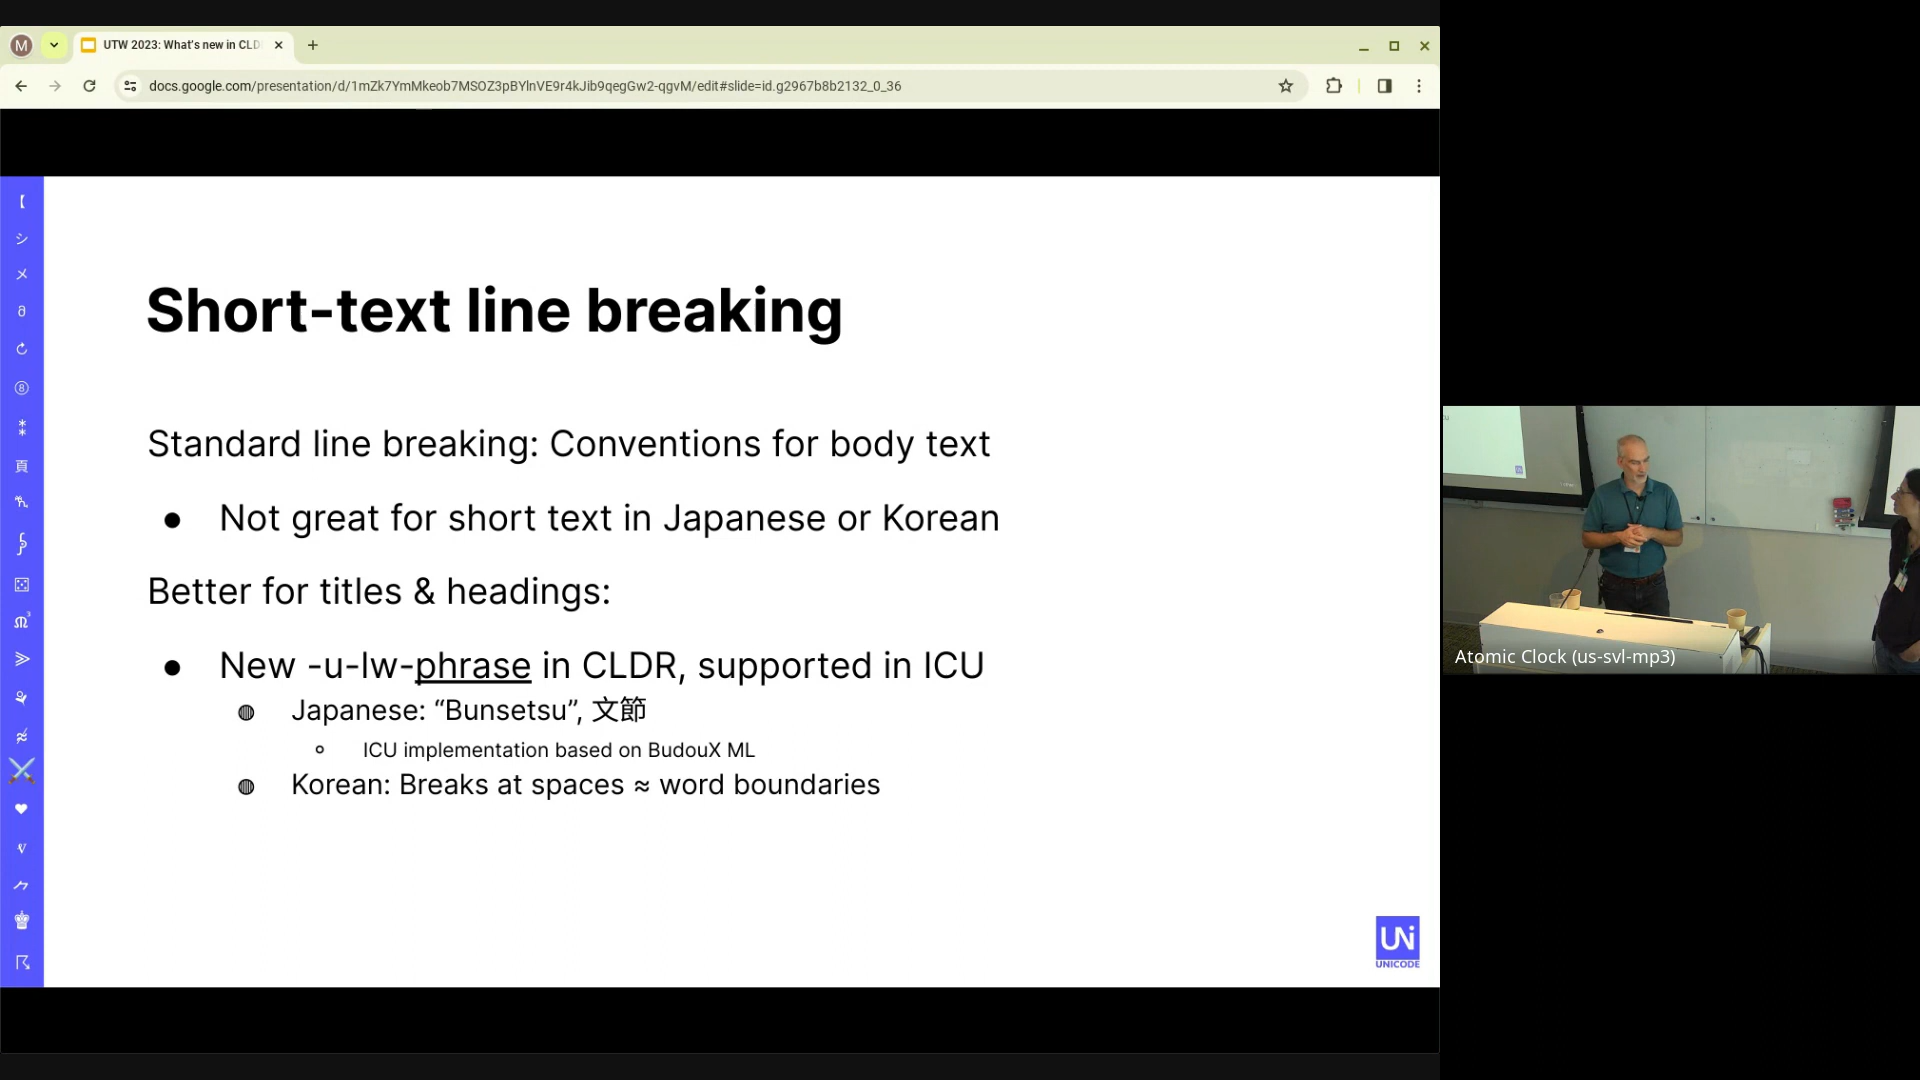 M
UTW 2023: What's new in CLD
docs.google.com/presentation/d/1mZk7YmMkeob7MSOZ3pBYlnVE9r4kJib9qegGw2-qgvM/edit#slide=id.g2967b8b2132_0_36
Short-text line breaking
Standard line breaking: Conventions for body text
● Not great for short text in Japanese or Korean
Better for titles & headings:
● New -u-lw-phrase in CLDR, supported in ICU
◍ Japanese: “Bunsetsu”, 文節
○ ICU implementation based on BudouX ML
◍ Korean: Breaks at spaces ≈ word boundaries
UNi
UNICODE
Atomic Clock (us-svl-mp3)